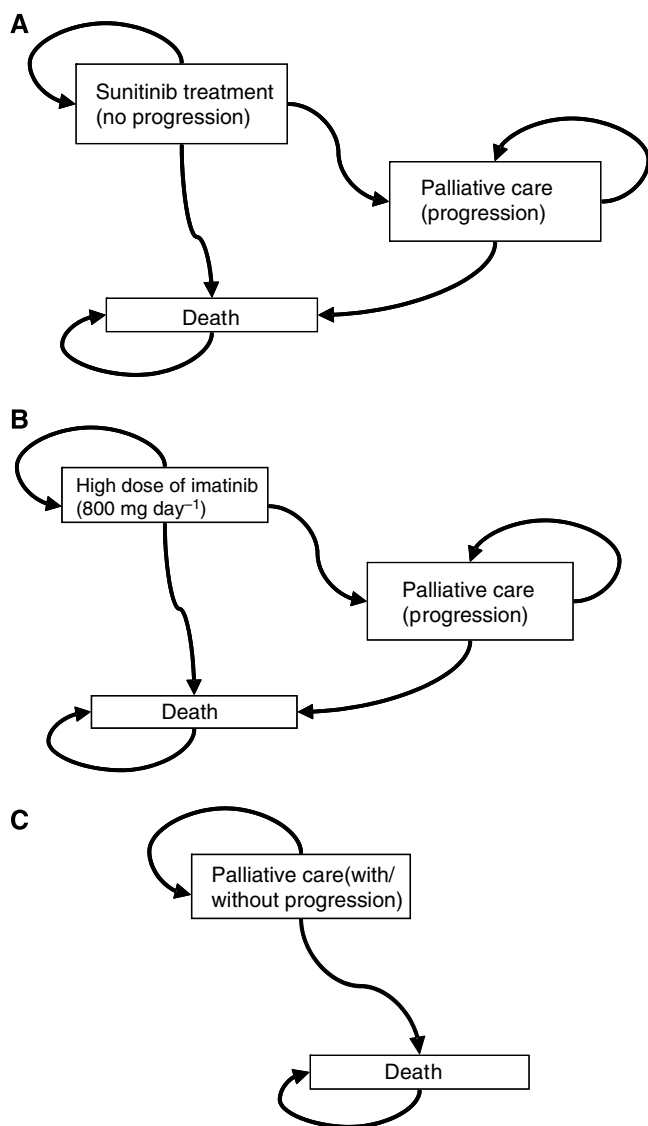 A
Sunitinib treatment
(no progression)
Palliative care
(progression)
Death
B
High dose of imatinib
(800 mg day⁻¹)
Palliative care
(progression)
Death
C
Palliative care(with/
without progression)
Death